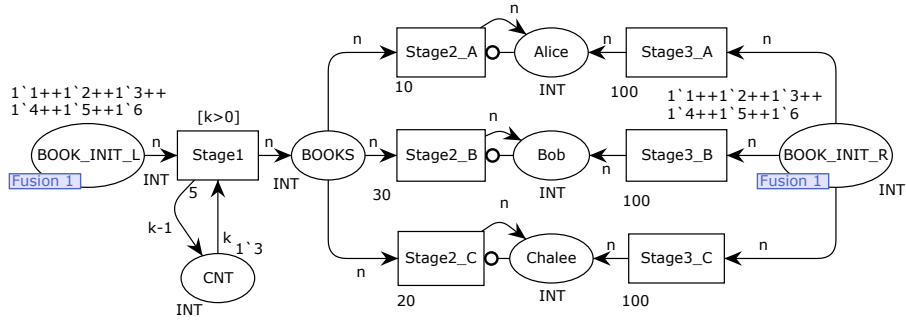 n
n
Stage2_A
Alice
n
Stage3_A
n
10
INT
100
1`1++1`2++1`3++
1`4++1`5++1`6
[k>0]
n
1`1++1`2++1`3++
1`4++1`5++1`6
BOOK_INIT_L
n
Stage1
n
BOOKS
n
Stage2_B
Bob
n
Stage3_B
n
BOOK_INIT_R
Fusion 1
INT
5
INT
30
INT
100
Fusion 1
INT
k-1
k
1`3
n
CNT
n
Stage2_C
Chalee
n
Stage3_C
n
INT
20
INT
100